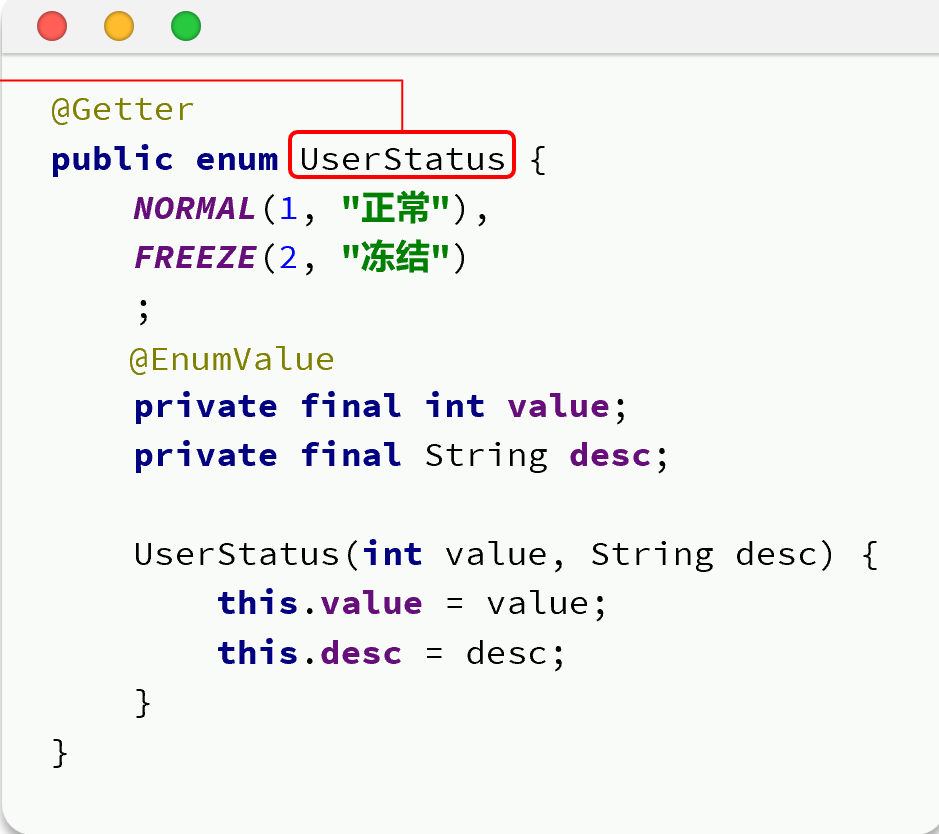 @Getter
public enum UserStatus {
    NORMAL(1, "正常"),
    FREEZE(2, "冻结")
    ;
    @EnumValue
    private final int value;
    private final String desc;

    UserStatus(int value, String desc) {
        this.value = value;
        this.desc = desc;
    }
}